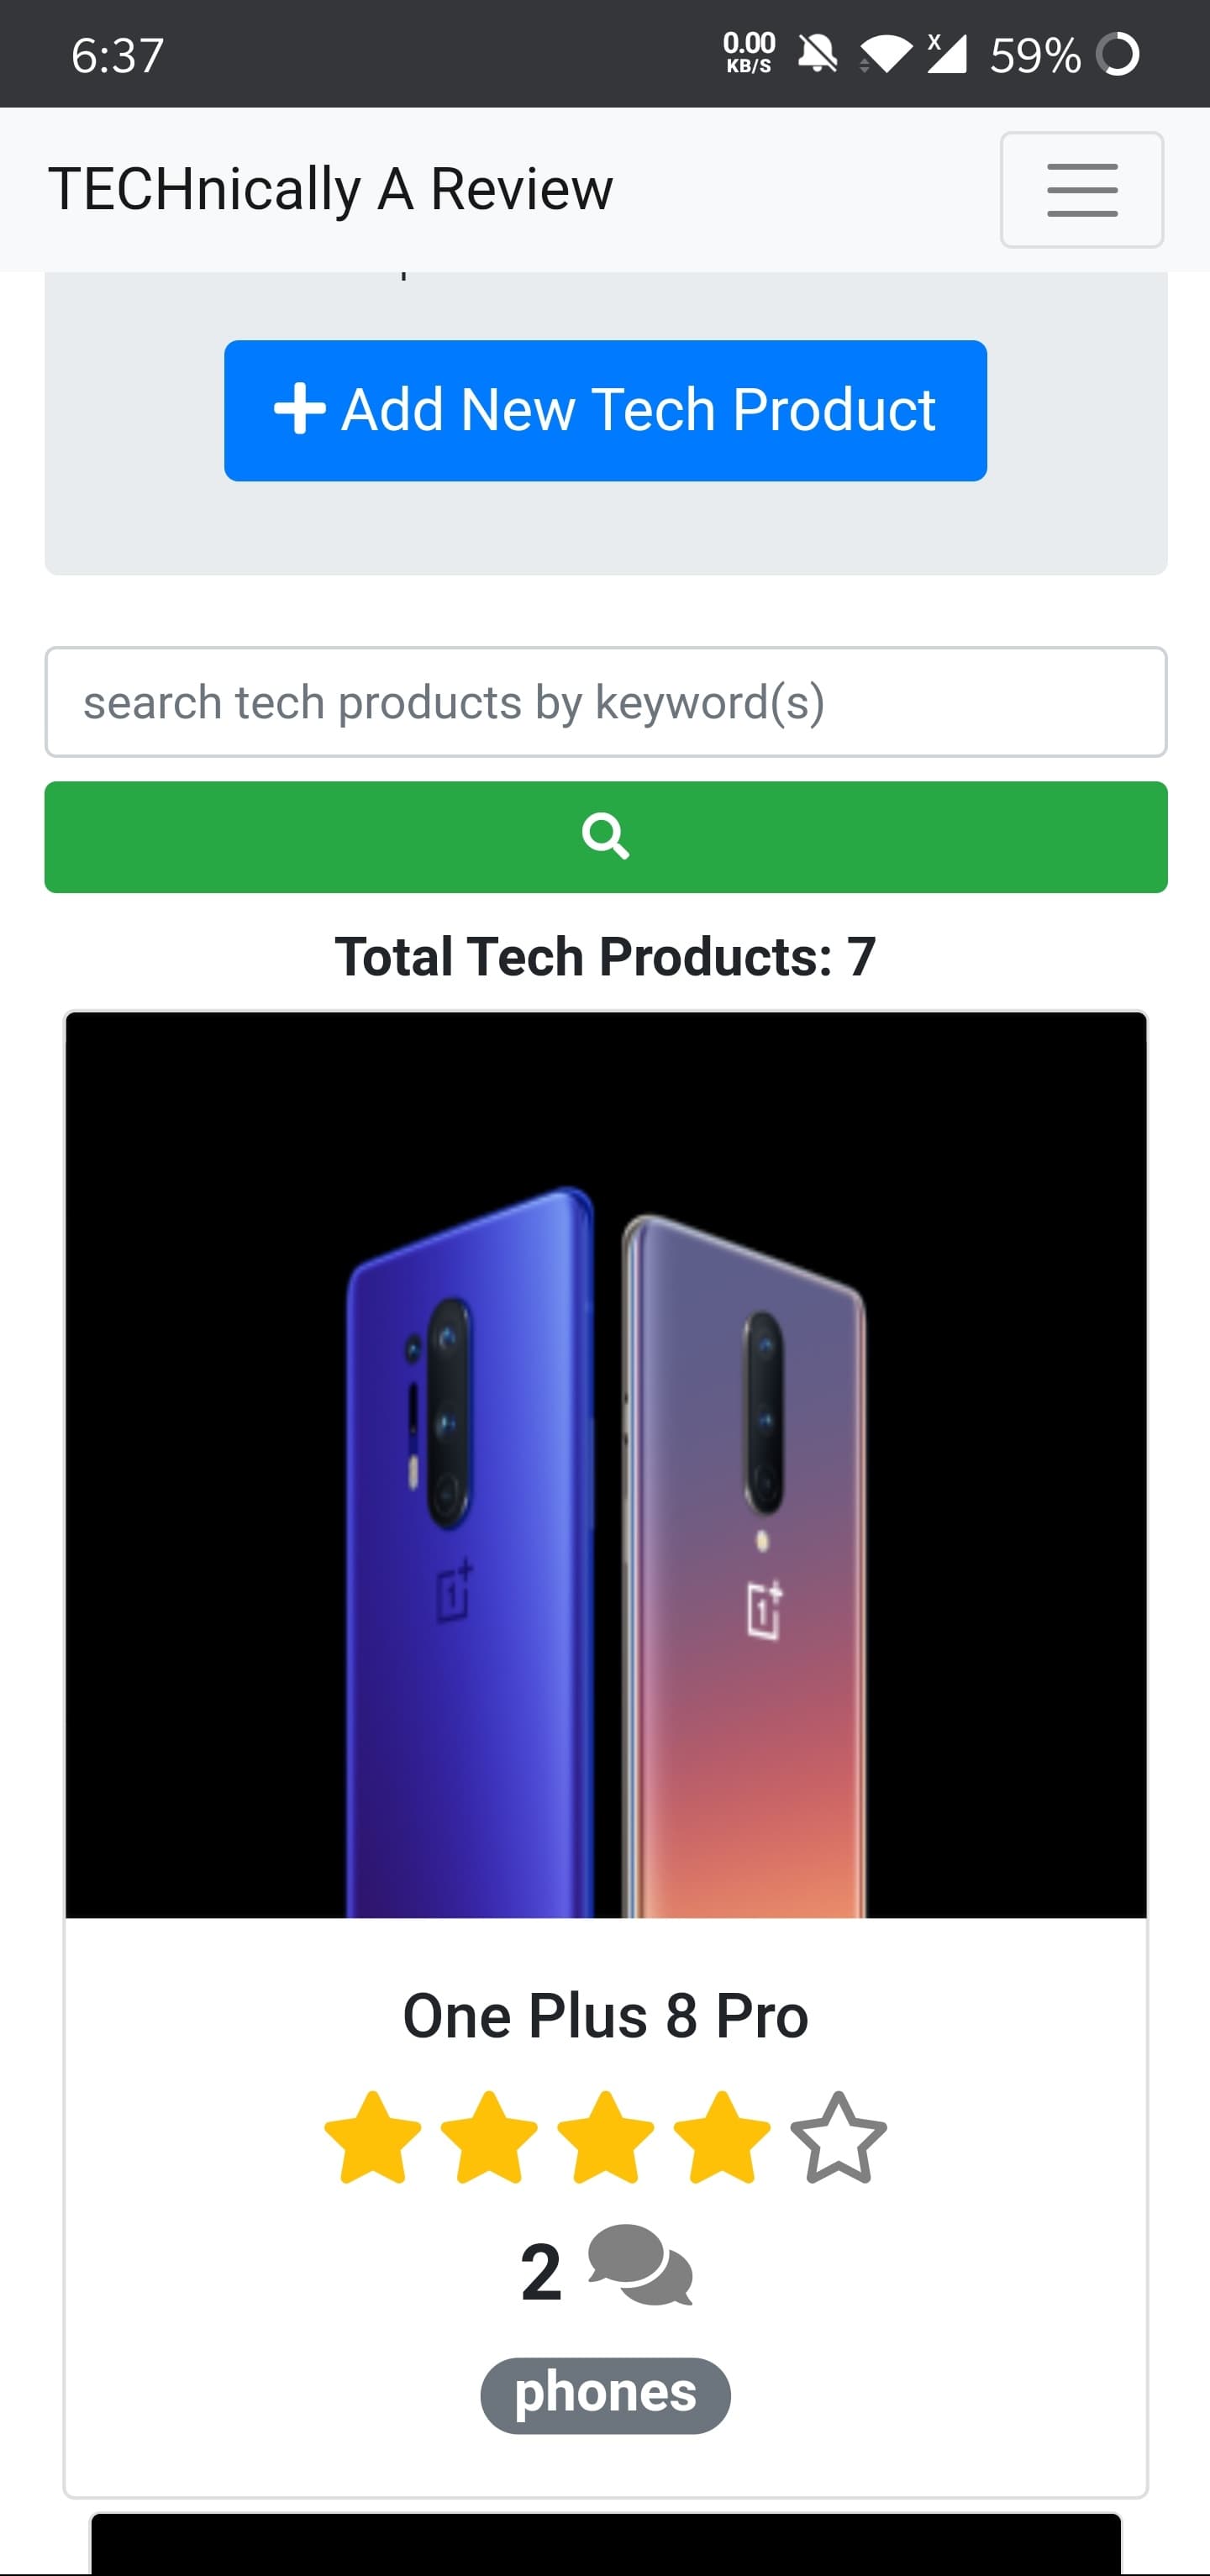 6:37
0.00
KB/S
X
59%
TECHnically A Review
Add New Tech Product
search tech products by keyword(s)
Total Tech Products: 7
One Plus 8 Pro
2
phones